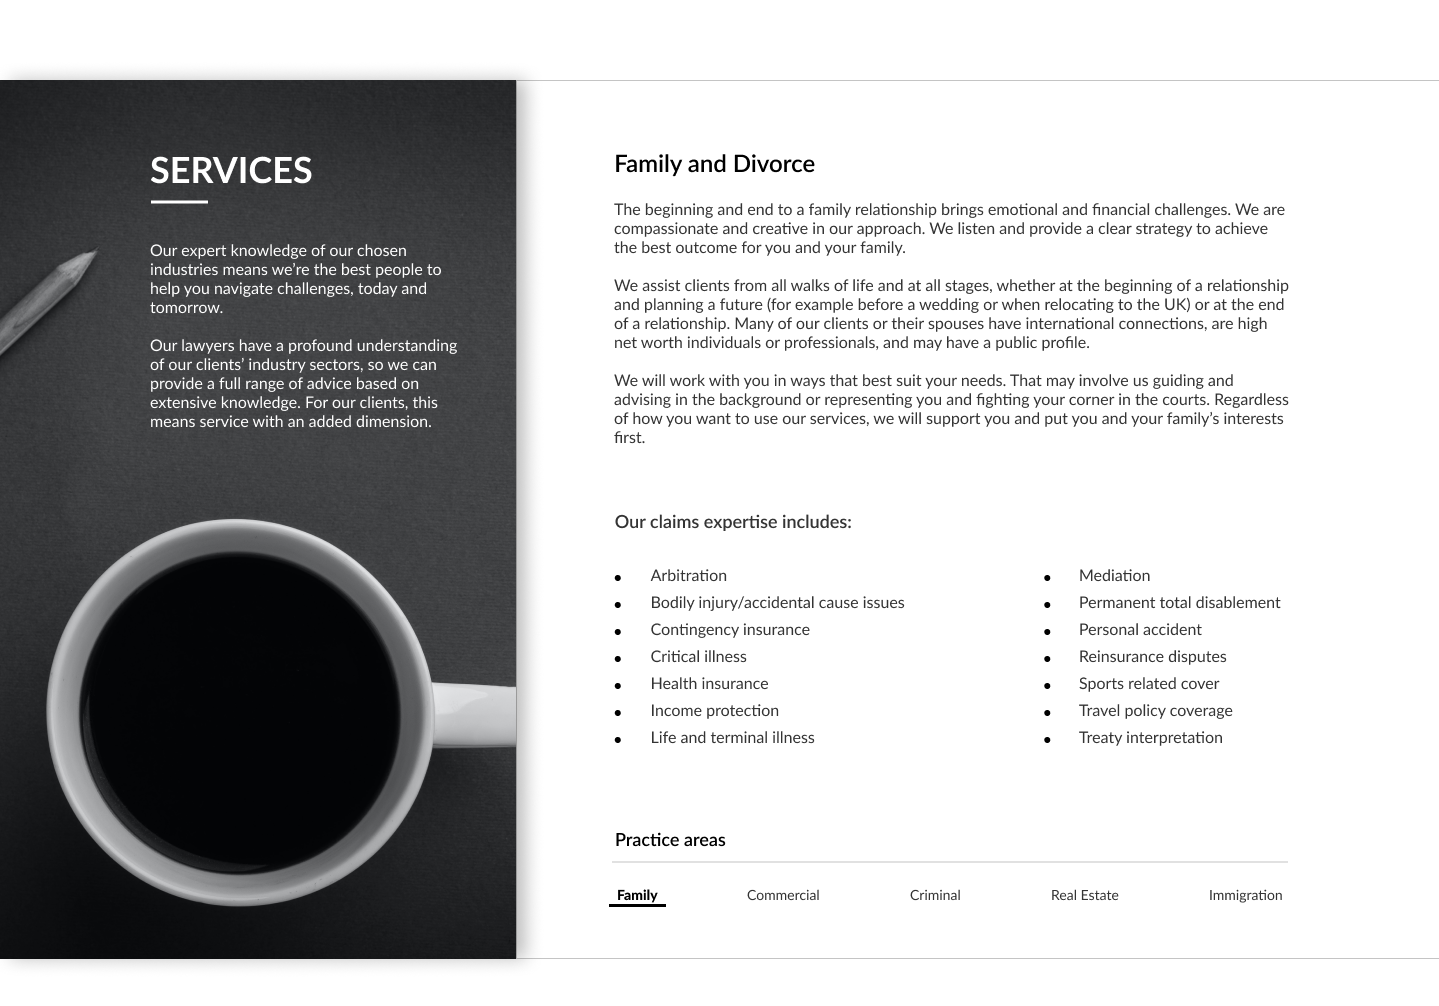 SERVICES
Our expert knowledge of our chosen
industries means we’re the best people to
help you navigate challenges, today and
tomorrow.
Our lawyers have a profound understanding
of our clients’ industry sectors, so we can
provide a full range of advice based on
extensive knowledge. For our clients, this
means service with an added dimension.
Family and Divorce
The beginning and end to a family relationship brings emotional and financial challenges. We are
compassionate and creative in our approach. We listen and provide a clear strategy to achieve
the best outcome for you and your family.
We assist clients from all walks of life and at all stages, whether at the beginning of a relationship
and planning a future (for example before a wedding or when relocating to the UK) or at the end
of a relationship. Many of our clients or their spouses have international connections, are high
net worth individuals or professionals, and may have a public profile.
We will work with you in ways that best suit your needs. That may involve us guiding and
advising in the background or representing you and fighting your corner in the courts. Regardless
of how you want to use our services, we will support you and put you and your family’s interests
first.
Our claims expertise includes:
• Arbitration
• Bodily injury/accidental cause issues
• Contingency insurance
• Critical illness
• Health insurance
• Income protection
• Life and terminal illness
• Mediation
• Permanent total disablement
• Personal accident
• Reinsurance disputes
• Sports related cover
• Travel policy coverage
• Treaty interpretation
Practice areas
Family Commercial Criminal Real Estate Immigration